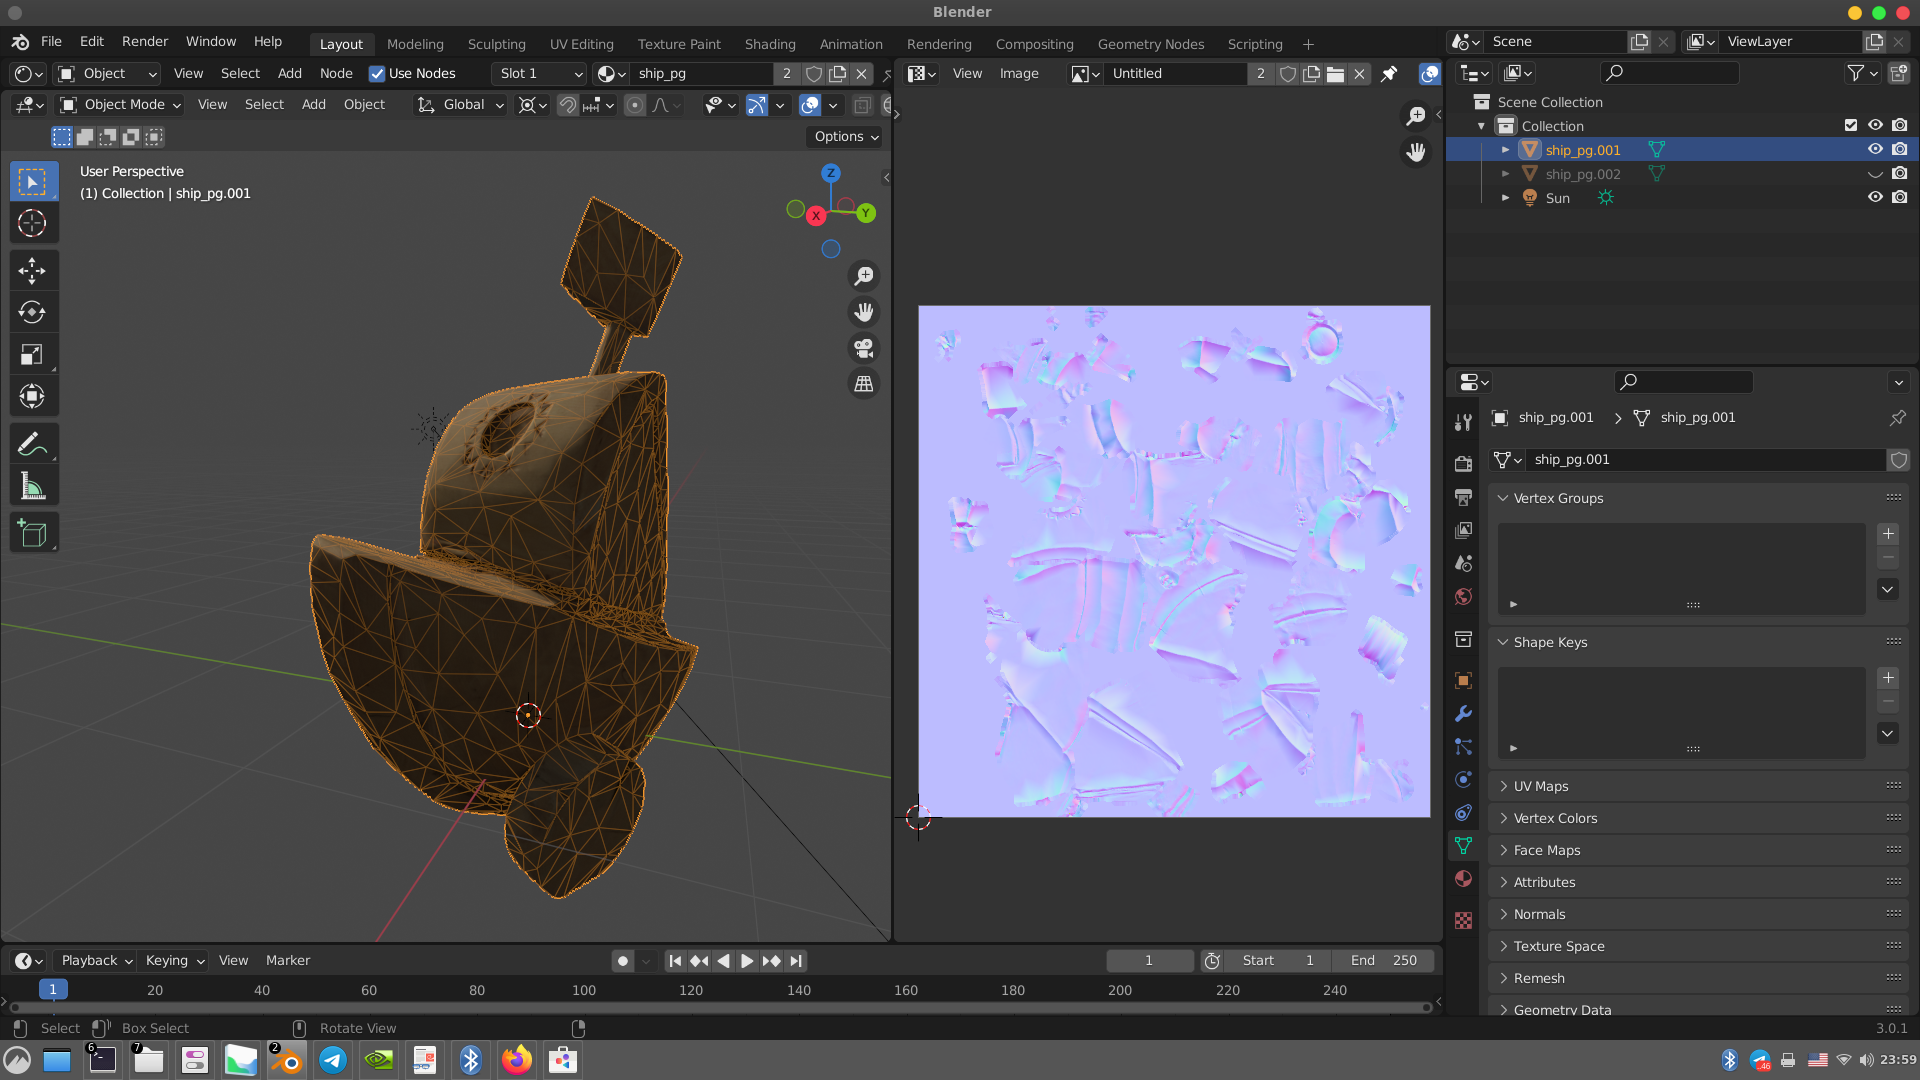 Blender
File Edit Render Window Help Layout Modeling Sculpting UV Editing Texture Paint Shading Animation Rendering Compositing Geometry Nodes Scripting + Scene ViewLayer
Object View Select Add Node Use Nodes Slot 1 ship_pg 2 View Image Untitled 2
Object Mode View Select Add Object Global
Options
User Perspective
(1) Collection | ship_pg.001
Z
X
Y
Scene Collection
Collection
ship_pg.001
ship_pg.002
Sun
ship_pg.001 ship_pg.001
ship_pg.001
Vertex Groups
Shape Keys
UV Maps
Vertex Colors
Face Maps
Attributes
Normals
Texture Space
Remesh
Geometry Data
Playback Keying View Marker 1 Start 1 End 250
1 20 40 60 80 100 120 140 160 180 200 220 240
Select Box Select Rotate View 3.0.1
6 7 2 46 23:59